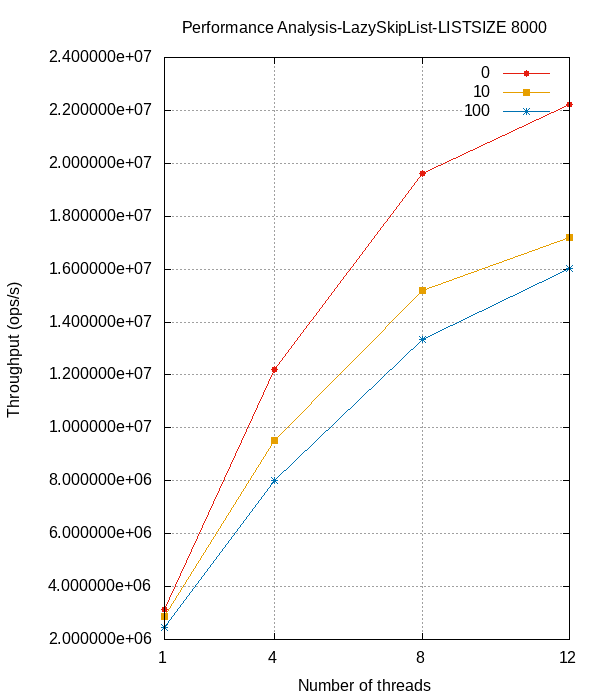 Performance Analysis-LazySkipList-LISTSIZE 8000
2.400000e+07
2.200000e+07
2.000000e+07
1.800000e+07
1.600000e+07
1.400000e+07
1.200000e+07
1.000000e+07
8.000000e+06
6.000000e+06
4.000000e+06
2.000000e+06
Throughput (ops/s)
0
10
100
1 4 8 12
Number of threads